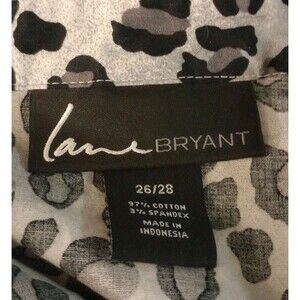 lane BRYANT
26/28
97% COTTON
3% SPANDEX
MADE IN
INDONESIA